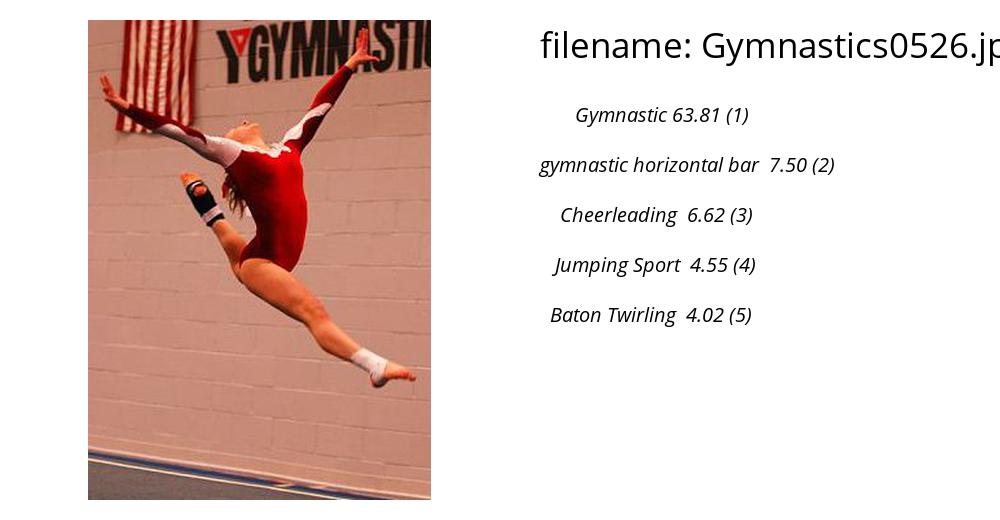 YGYMNASTIC
filename: Gymnastics0526.jp
Gymnastic 63.81 (1)
gymnastic horizontal bar 7.50 (2)
Cheerleading 6.62 (3)
Jumping Sport 4.55 (4)
Baton Twirling 4.02 (5)